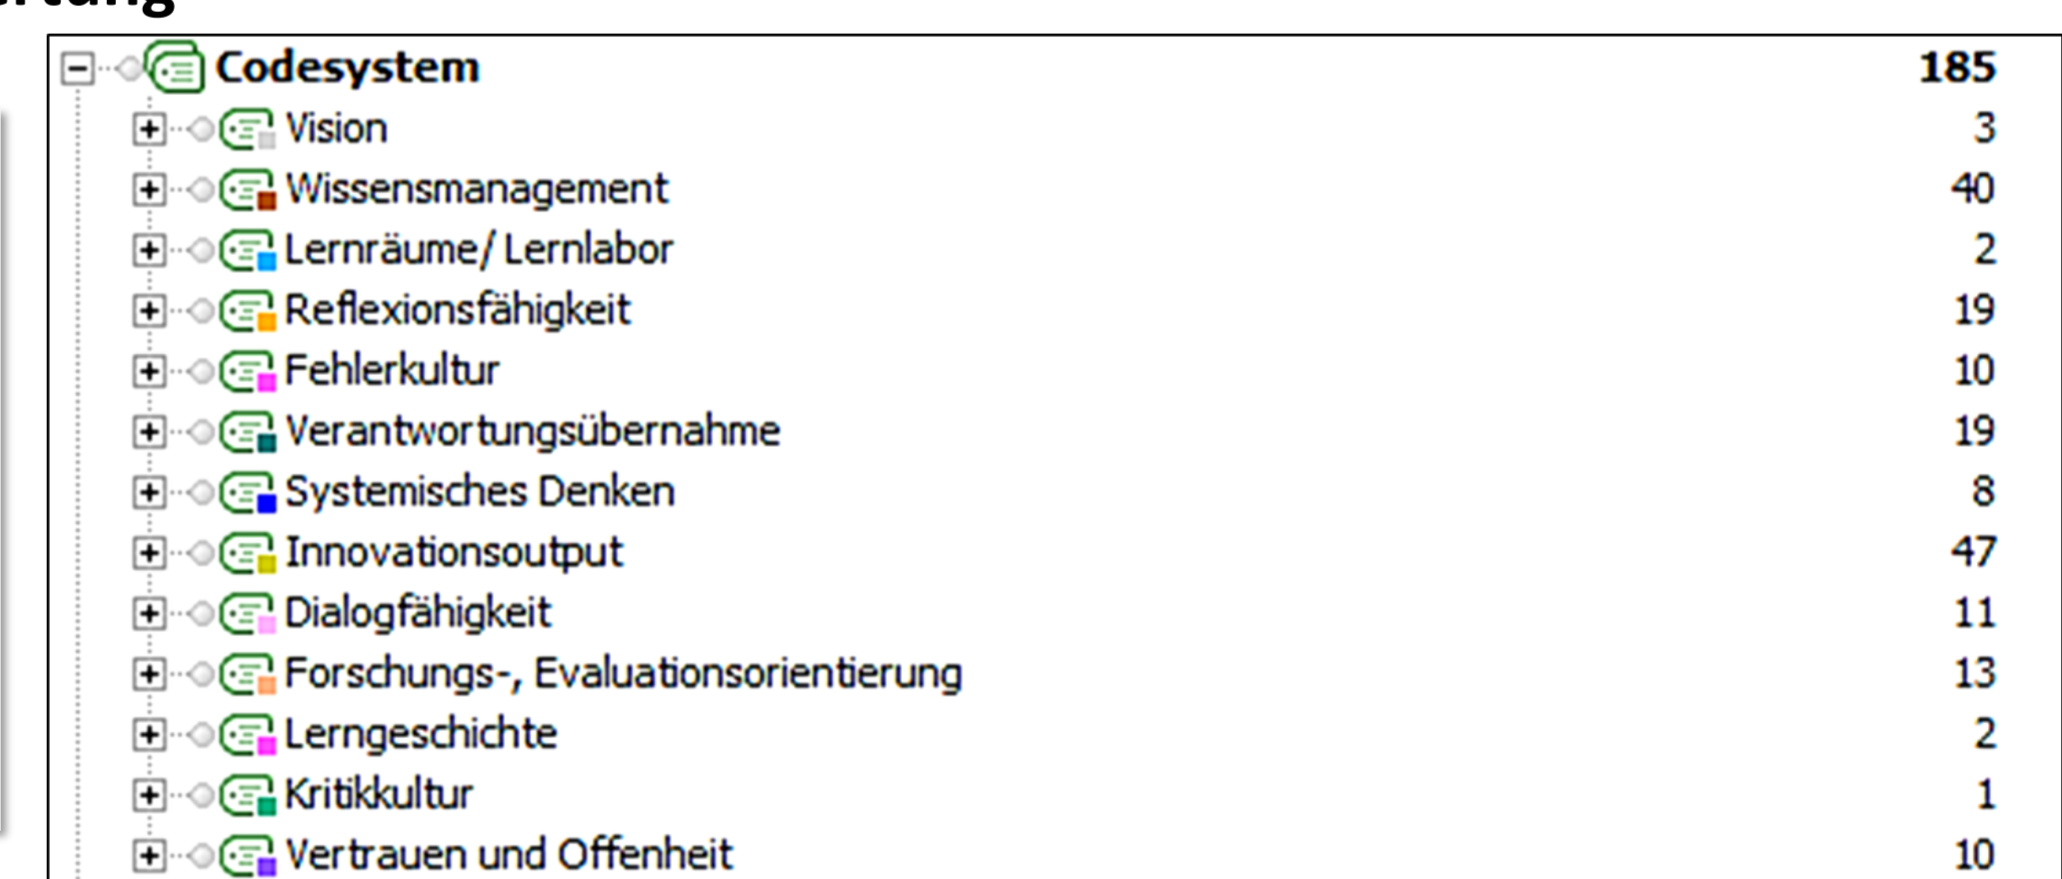 Codesystem 185
Vision 3
Wissensmanagement 40
Lernräume/ Lernlabor 2
Reflexionsfähigkeit 19
Fehlerkultur 10
Verantwortungsübernahme 19
Systemisches Denken 8
Innovationsoutput 47
Dialogfähigkeit 11
Forschungs-, Evaluationsorientierung 13
Lerngeschichte 2
Kritikkultur 1
Vertrauen und Offenheit 10